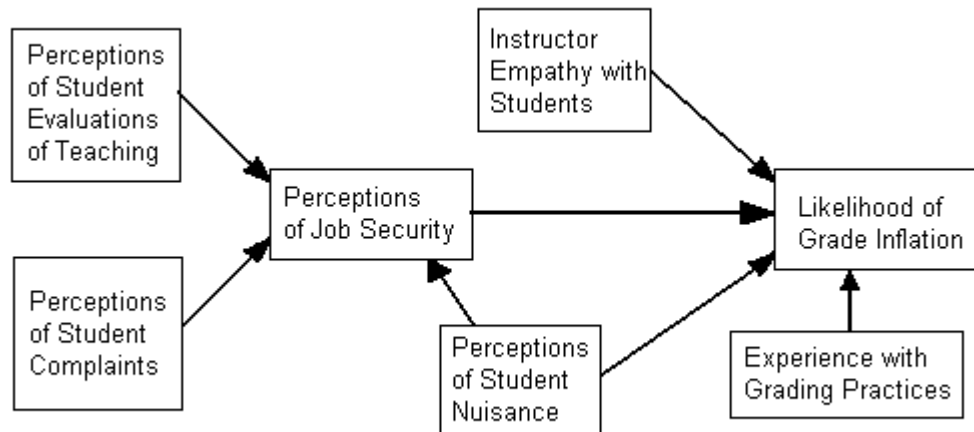 Perceptions
of Student
Evaluations
of Teaching
Instructor
Empathy with
Students
Perceptions
of Job Security
Likelihood of
Grade Inflation
Perceptions
of Student
Complaints
Perceptions
of Student
Nuisance
Experience with
Grading Practices